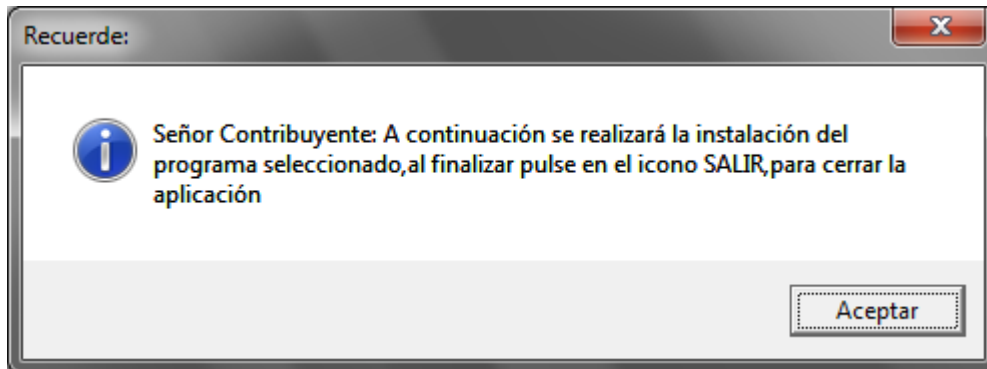 Recuerde:
Señor Contribuyente: A continuación se realizará la instalación del
programa seleccionado,al finalizar pulse en el icono SALIR,para cerrar la
aplicación
Aceptar